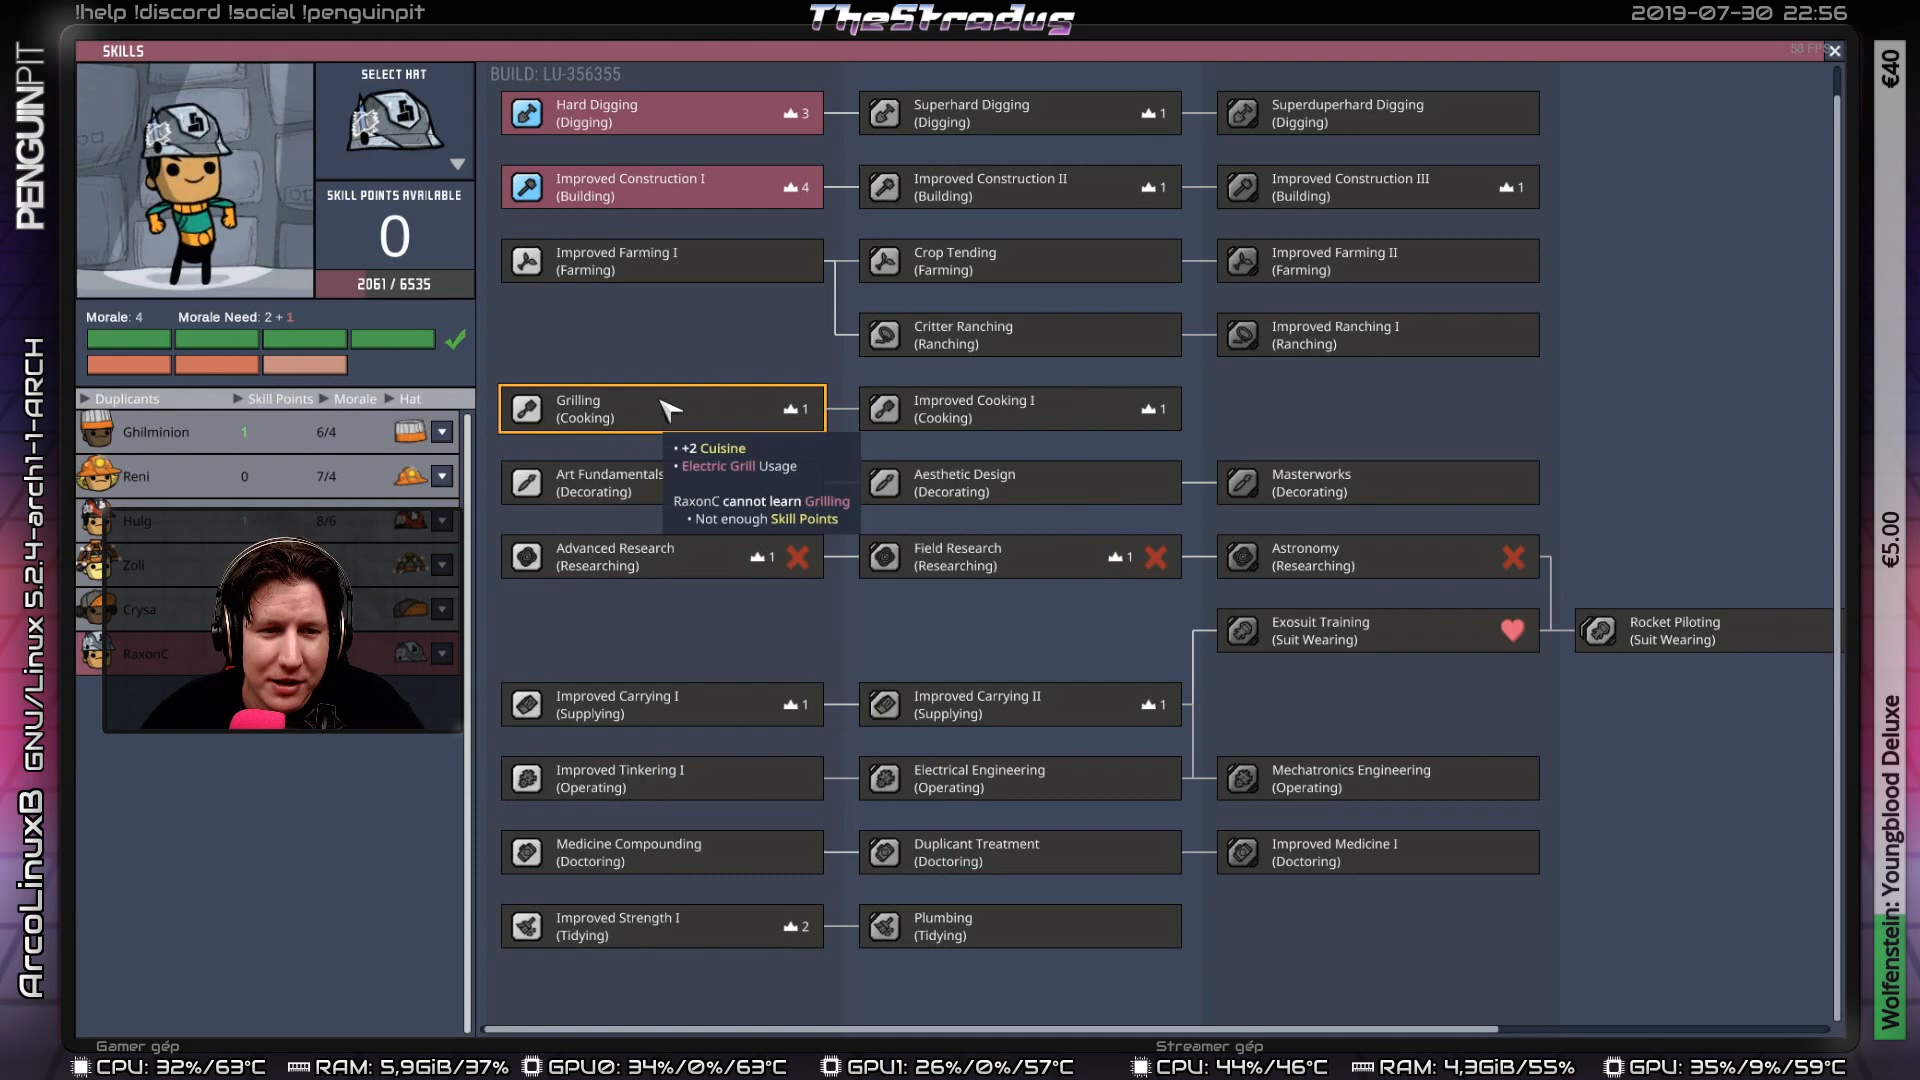 !help !discord !social !penguinpit
TheStradus
2019-07-30 22:56
PENGUINPIT
ArcoLinuxB GNU/Linux 5.2.4-arch1-1-ARCH
SKILLS
58 FPS
SELECT HAT
SKILL POINTS AVAILABLE
0
2061 / 6535
Morale: 4
Morale Need: 2 + 1
Duplicants
Skill Points
Morale
Hat
Ghilminion 1 6/4
Reni 0 7/4
Huig 1 8/6
Zoli
Crysa
RaxonC
BUILD: LU-356355
Hard Digging
(Digging)
3
Superhard Digging
(Digging)
1
Superduperhard Digging
(Digging)
Improved Construction I
(Building)
4
Improved Construction II
(Building)
1
Improved Construction III
(Building)
1
Improved Farming I
(Farming)
Crop Tending
(Farming)
Improved Farming II
(Farming)
Critter Ranching
(Ranching)
Improved Ranching I
(Ranching)
Grilling
(Cooking)
1
Improved Cooking I
(Cooking)
1
• +2 Cuisine
• Electric Grill Usage
RaxonC cannot learn Grilling
• Not enough Skill Points
Art Fundamentals
(Decorating)
Aesthetic Design
(Decorating)
Masterworks
(Decorating)
Advanced Research
(Researching)
1
Field Research
(Researching)
1
Astronomy
(Researching)
Exosuit Training
(Suit Wearing)
Rocket Piloting
(Suit Wearing)
Improved Carrying I
(Supplying)
1
Improved Carrying II
(Supplying)
1
Improved Tinkering I
(Operating)
Electrical Engineering
(Operating)
Mechatronics Engineering
(Operating)
Medicine Compounding
(Doctoring)
Duplicant Treatment
(Doctoring)
Improved Medicine I
(Doctoring)
Improved Strength I
(Tidying)
2
Plumbing
(Tidying)
€40
€5.00
Wolfenstein: Youngblood Deluxe
Gamer gép
CPU: 32%/63°C RAM: 5,9GiB/37% GPU0: 34%/0%/63°C GPU1: 26%/0%/57°C
Streamer gép
CPU: 44%/46°C RAM: 4,3GiB/55% GPU: 35%/9%/59°C